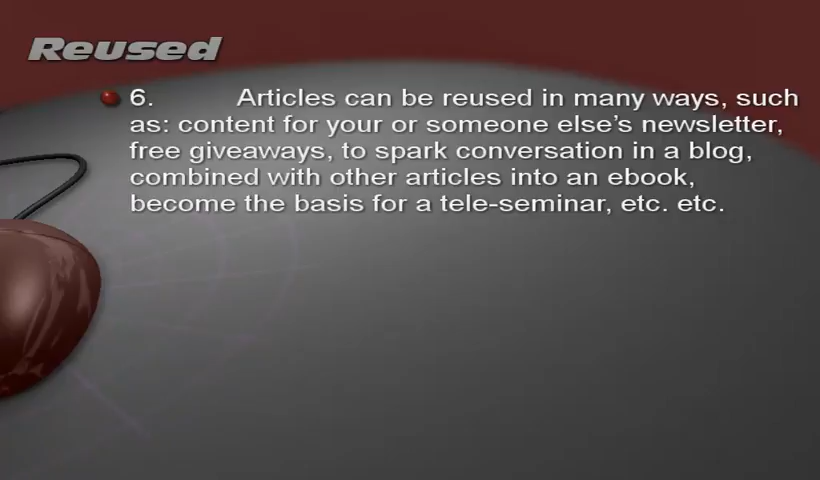 Reused
6. Articles can be reused in many ways, such
as: content for your or someone else’s newsletter,
free giveaways, to spark conversation in a blog,
combined with other articles into an ebook,
become the basis for a tele-seminar, etc. etc.